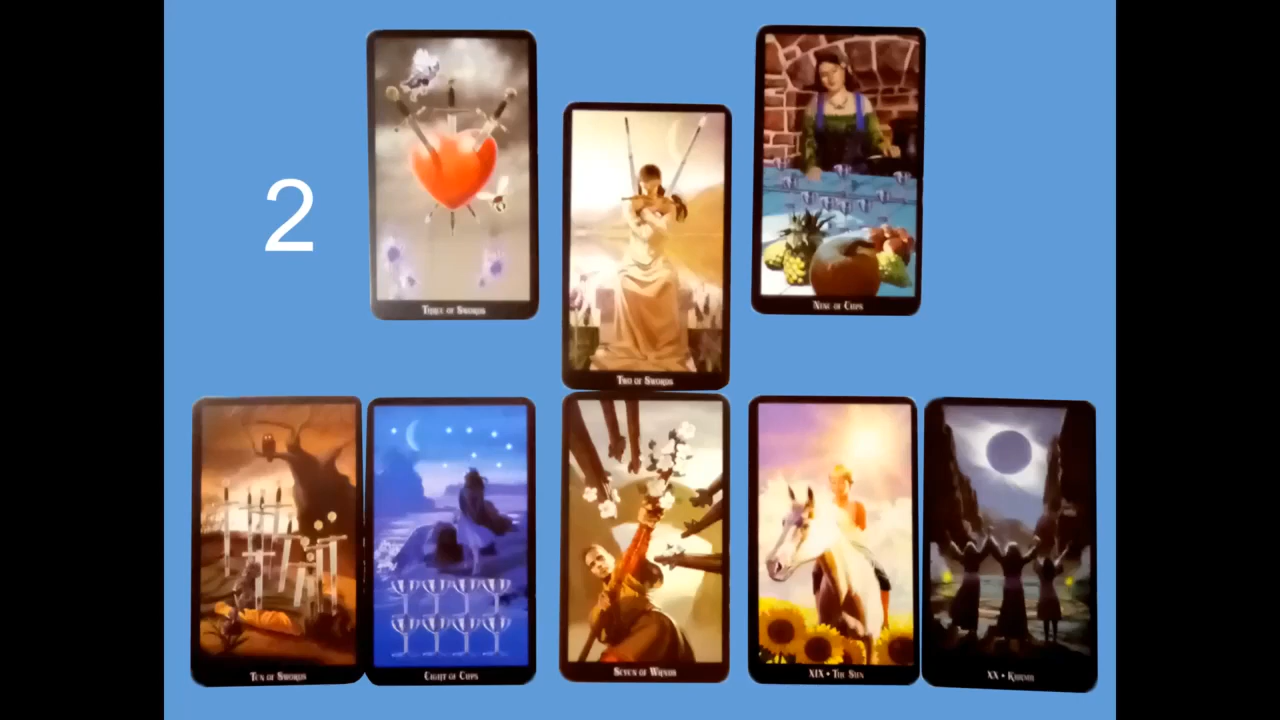 2
Three of Swords
Two of Swords
Nine of Cups
Ten of Swords
Eight of Cups
Seven of Wands
XIX • The Sun
XX • Karma